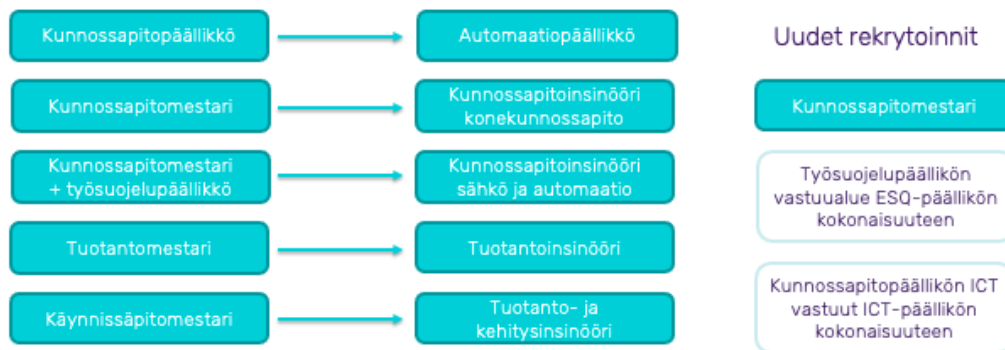 Kunnossapitopäällikkö
Automaatiopäällikkö
Uudet rekrytoinnit
Kunnossapitomestari
Kunnossapitoinsinööri
konekunnossapito
Kunnossapitomestari
Kunnossapitomestari
+ työsuojelupäällikkö
Kunnossapitoinsinööri
sähkö ja automaatio
Työsuojelupäällikön
vastuualue ESQ-päällikön
kokonaisuuteen
Tuotantomestari
Tuotantoinsinööri
Käynnissäpitomestari
Tuotanto- ja
kehitysinsinööri
Kunnossapitopäällikön ICT
vastuut ICT-päällikön
kokonaisuuteen